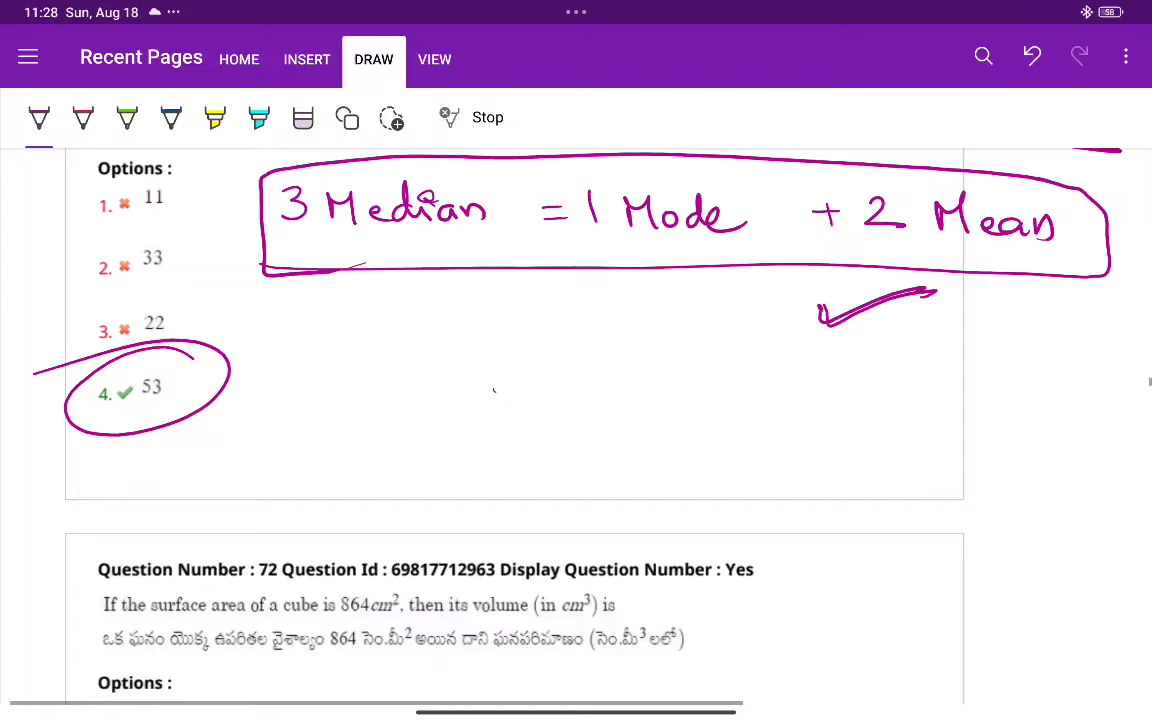 11:28 Sun, Aug 18
58
Recent Pages HOME INSERT DRAW VIEW
Stop
Options :
3 Median = 1 Mode + 2 Mean
1. 11
2. 33
3. 22
4. 53
Question Number : 72 Question Id : 69817712963 Display Question Number : Yes
If the surface area of a cube is 864cm², then its volume (in cm³) is
ఒక ఘనం యొక్క ఉపరితల వైశాల్యం 864 సెం.మీ² అయిన దాని ఘనపరిమాణం (సెం.మీ³ లలో)
Options :